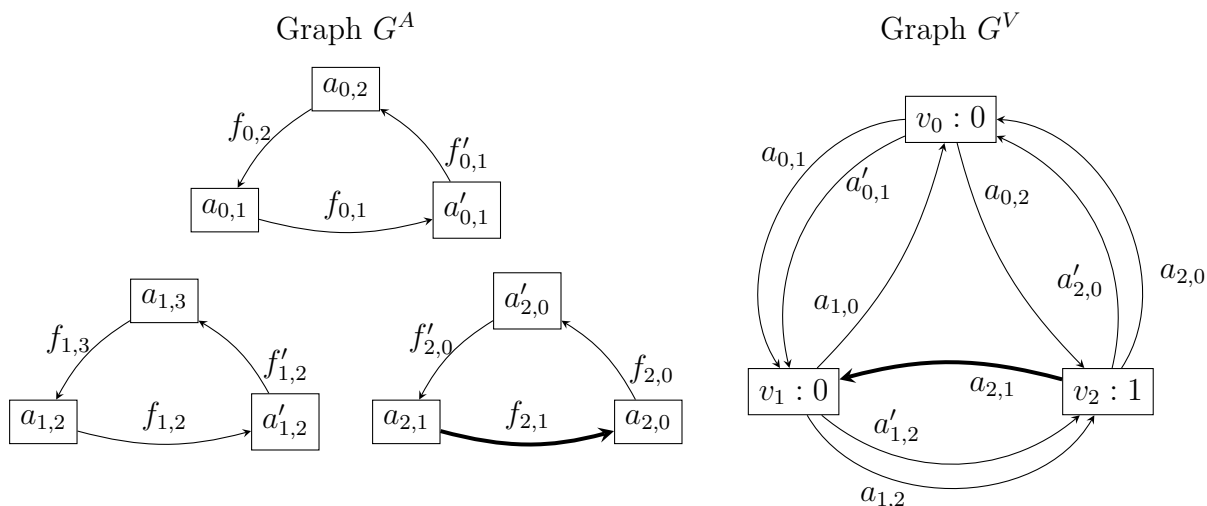 Graph $G^A$
$a_{0,2}$
$f_{0,2}$
$f'_{0,1}$
$a_{0,1}$
$f_{0,1}$
$a'_{0,1}$
$a_{1,3}$
$f_{1,3}$
$f'_{1,2}$
$a_{1,2}$
$f_{1,2}$
$a'_{1,2}$
$a'_{2,0}$
$f'_{2,0}$
$f_{2,0}$
$a_{2,1}$
$f_{2,1}$
$a_{2,0}$
Graph $G^V$
$v_0 : 0$
$a_{0,1}$
$a'_{0,1}$
$a_{0,2}$
$a_{1,0}$
$a'_{2,0}$
$a_{2,0}$
$v_1 : 0$
$a_{2,1}$
$v_2 : 1$
$a'_{1,2}$
$a_{1,2}$